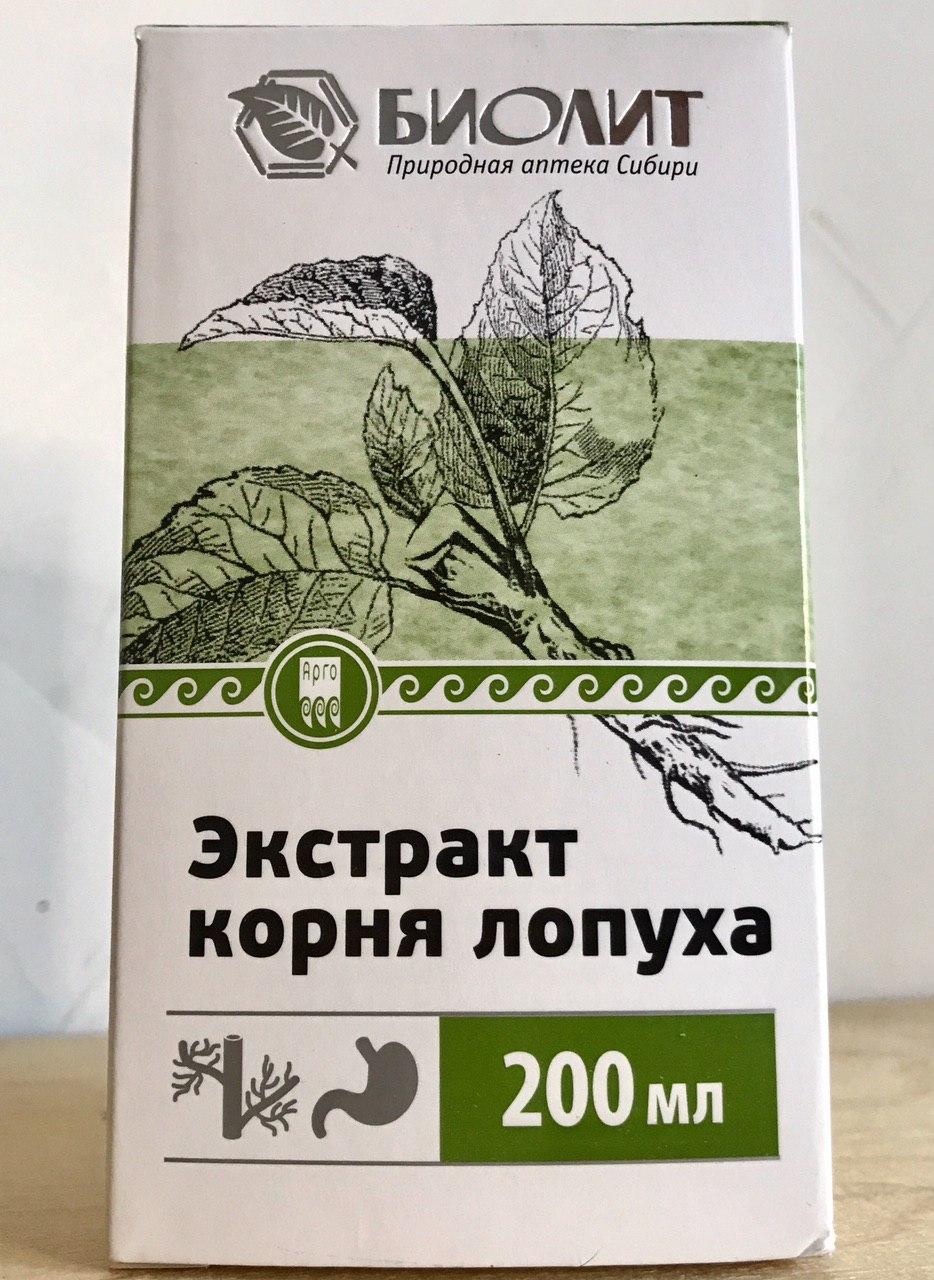 БИОЛИТ
Природная аптека Сибири
Арго
Экстракт
корня лопуха
200 мл